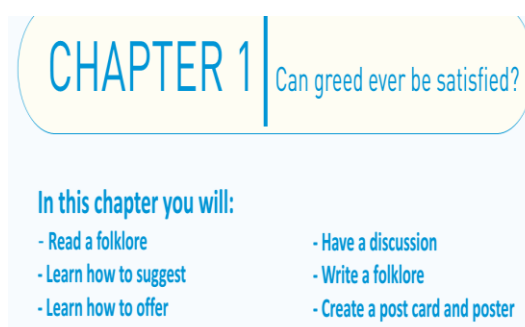 CHAPTER 1
Can greed ever be satisfied?
In this chapter you will:
- Read a folklore
- Learn how to suggest
- Learn how to offer
- Have a discussion
- Write a folklore
- Create a post card and poster